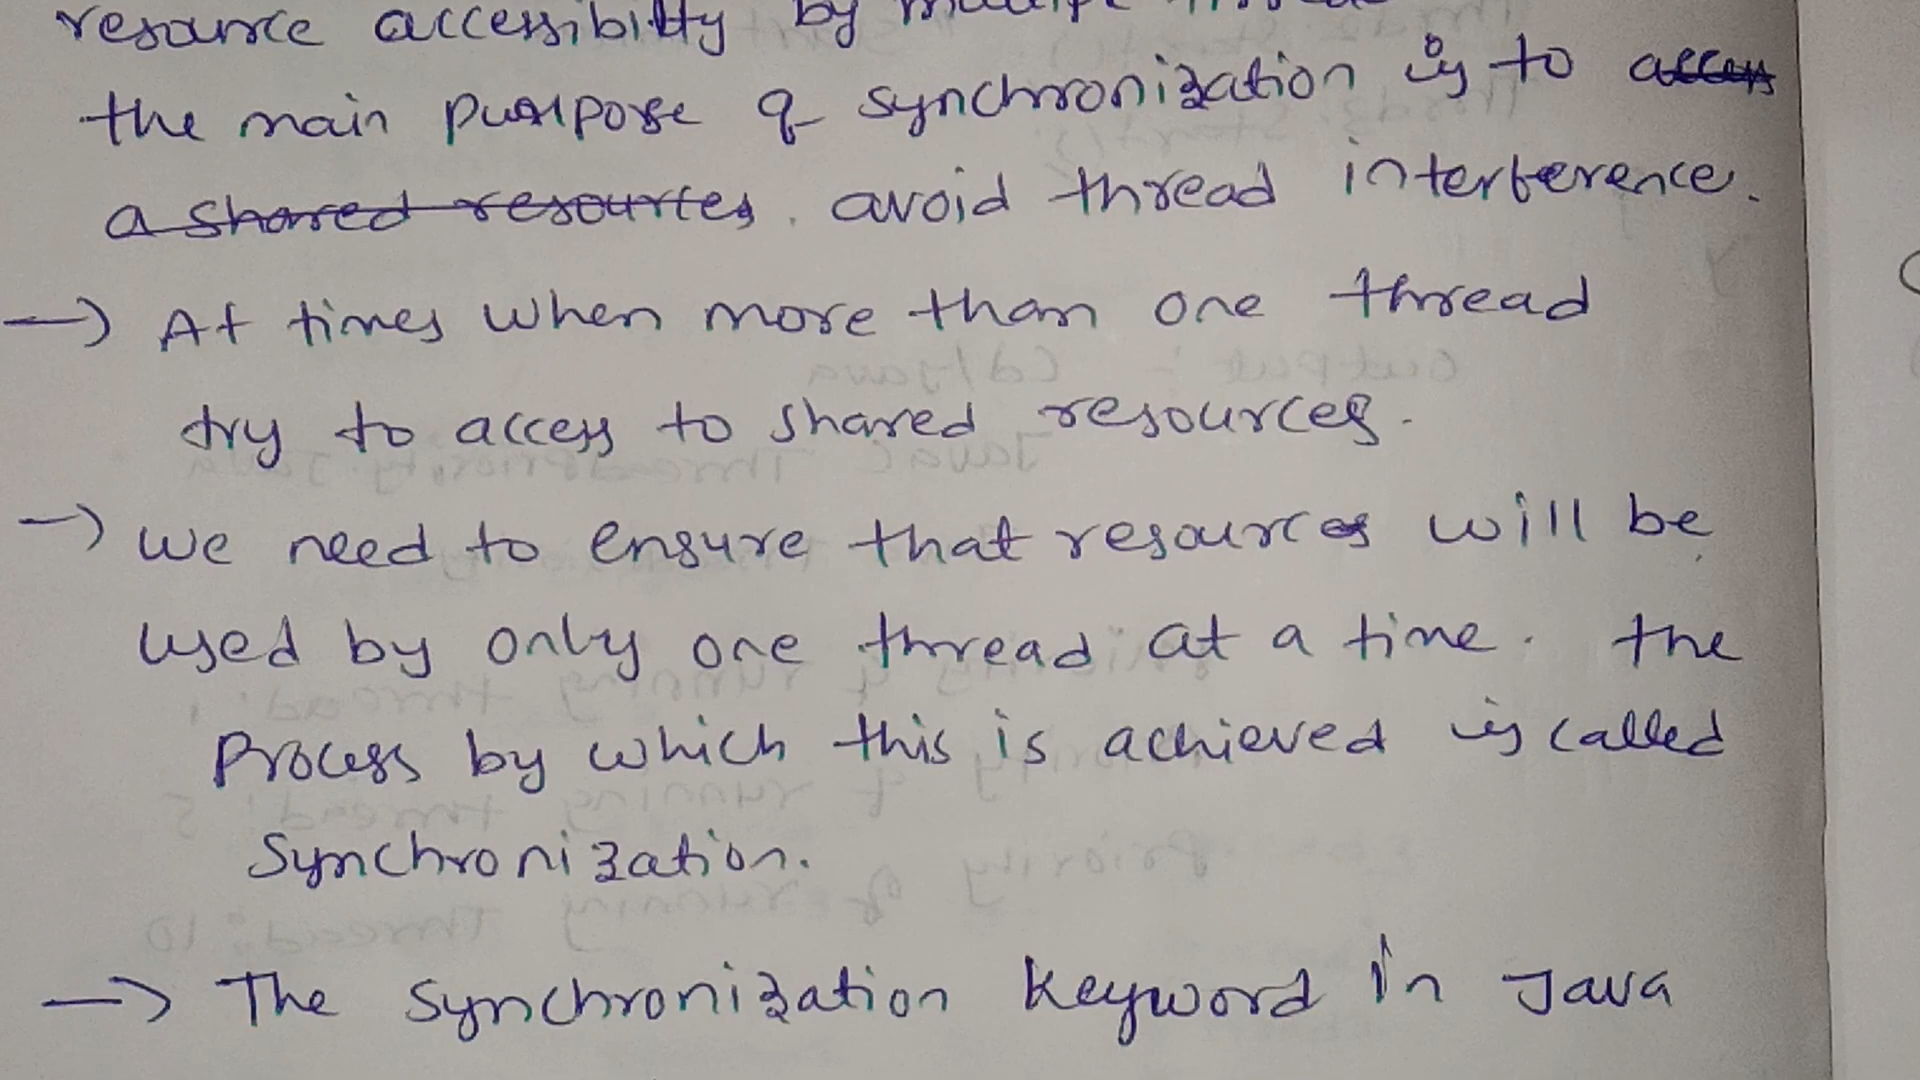 resource accessibilty by
the main purpose of synchronization is to access
a shared resources. avoid thread interference.
→ At times when more than one thread
try to access to shared resources.
→ we need to ensure that resources will be
used by only one thread at a time. the
process by which this is achieved is called
synchronization.
→ The synchronization keyword in Java